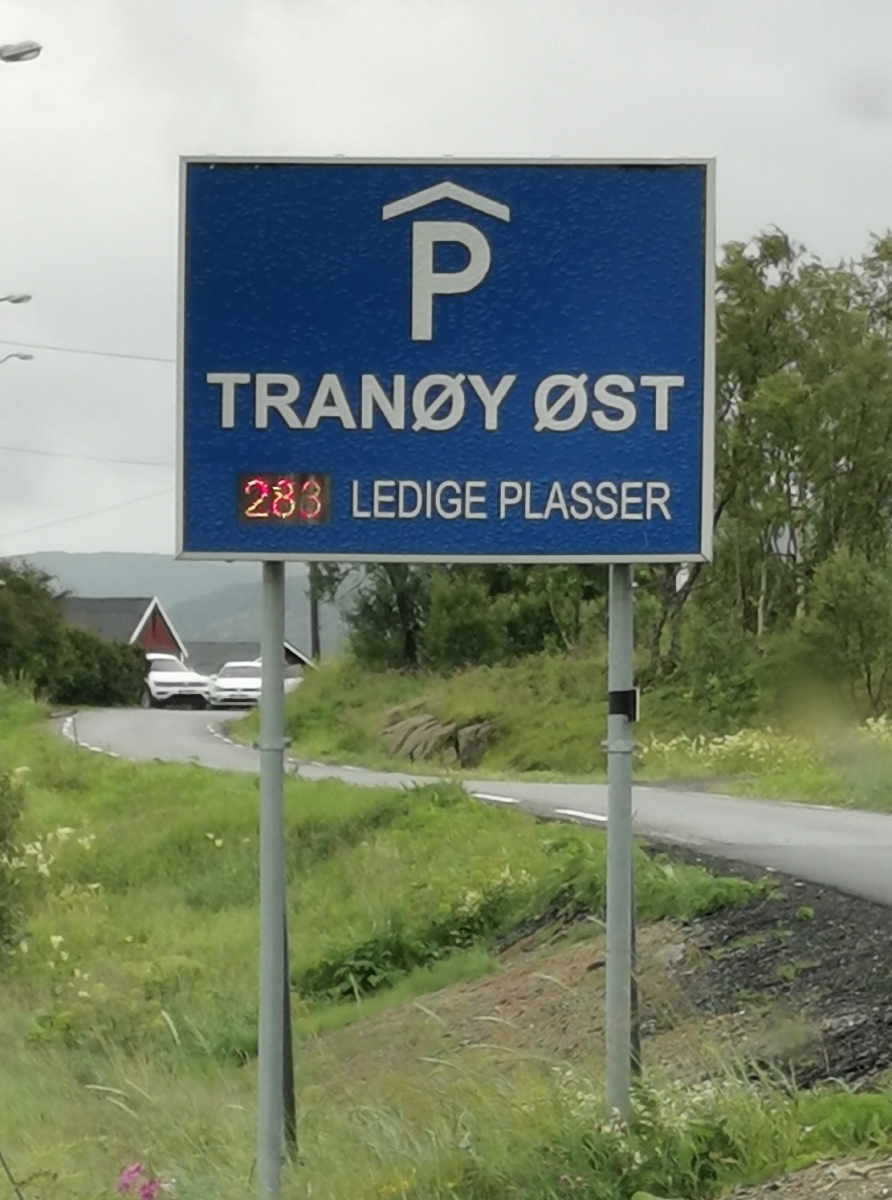 P
TRANØY ØST
283 LEDIGE PLASSER